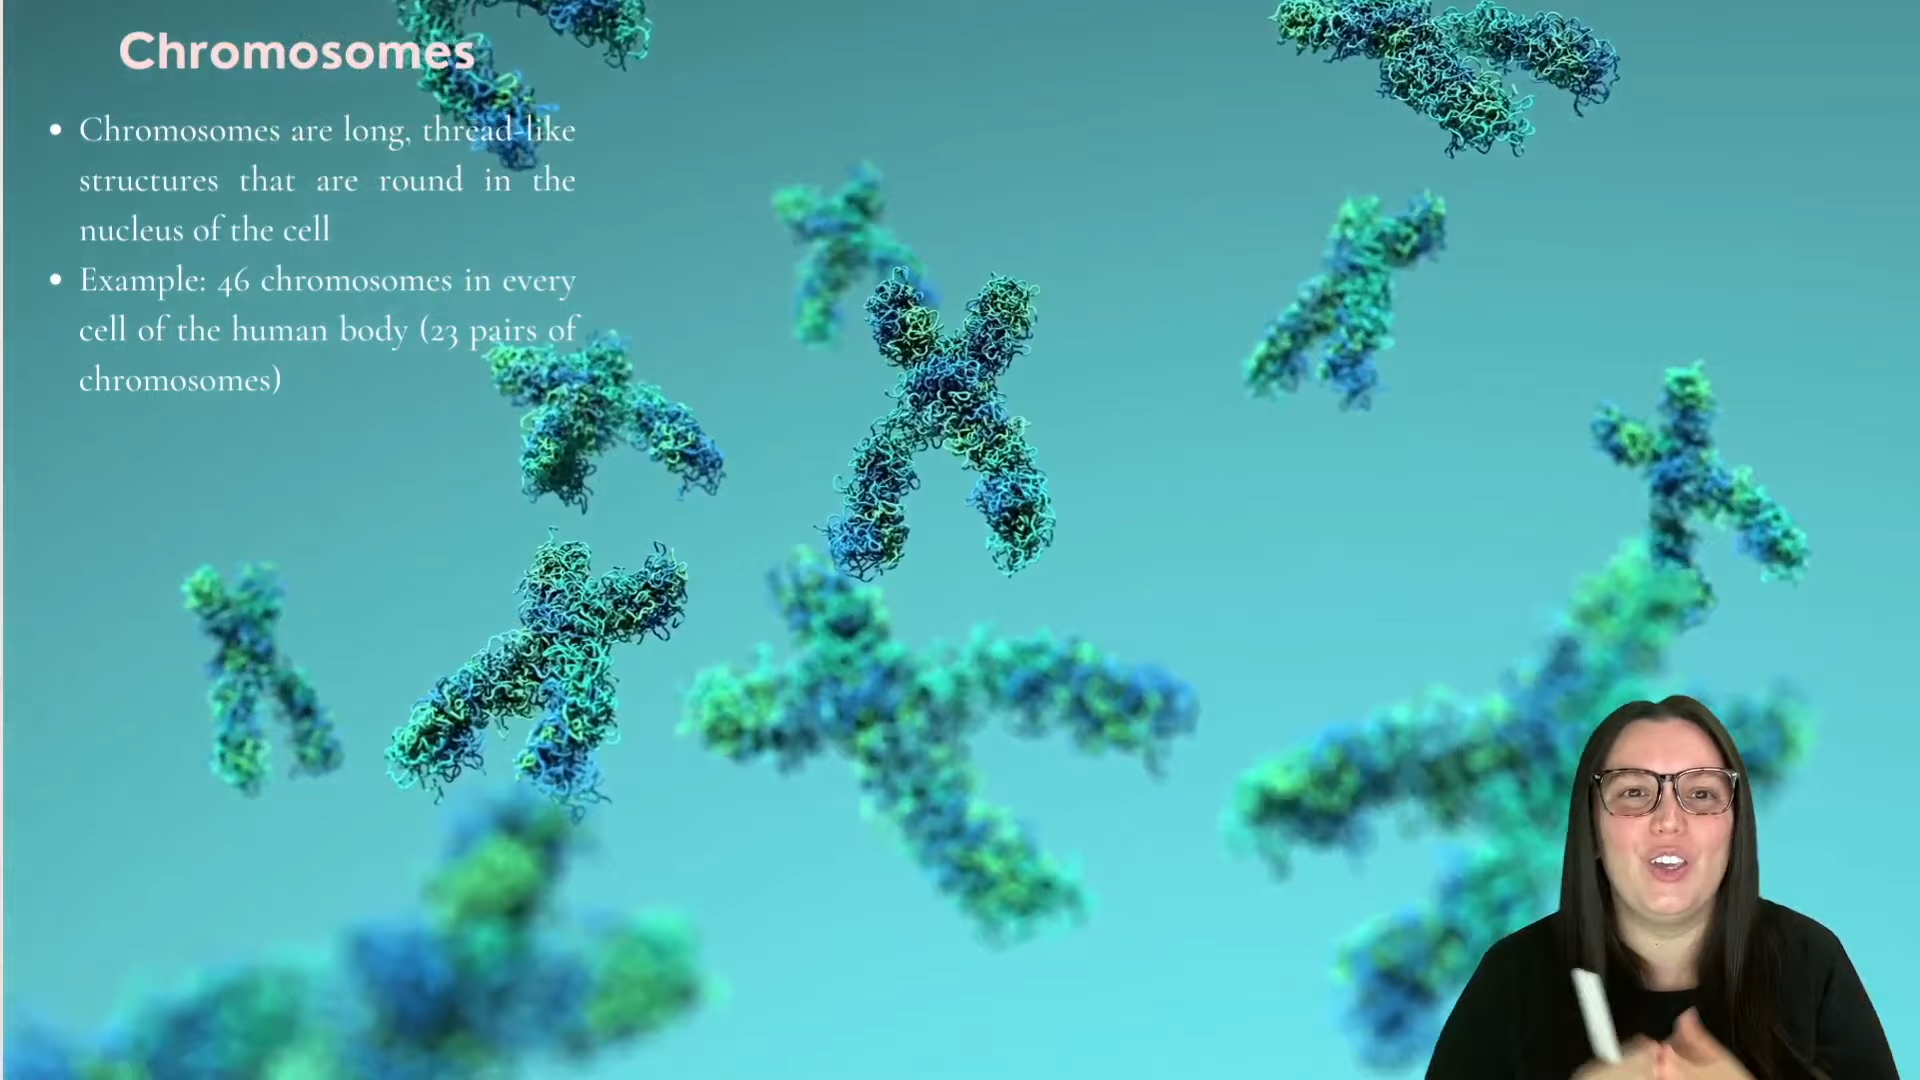 Chromosomes
• Chromosomes are long, thread-like
structures that are round in the
nucleus of the cell
• Example: 46 chromosomes in every
cell of the human body (23 pairs of
chromosomes)